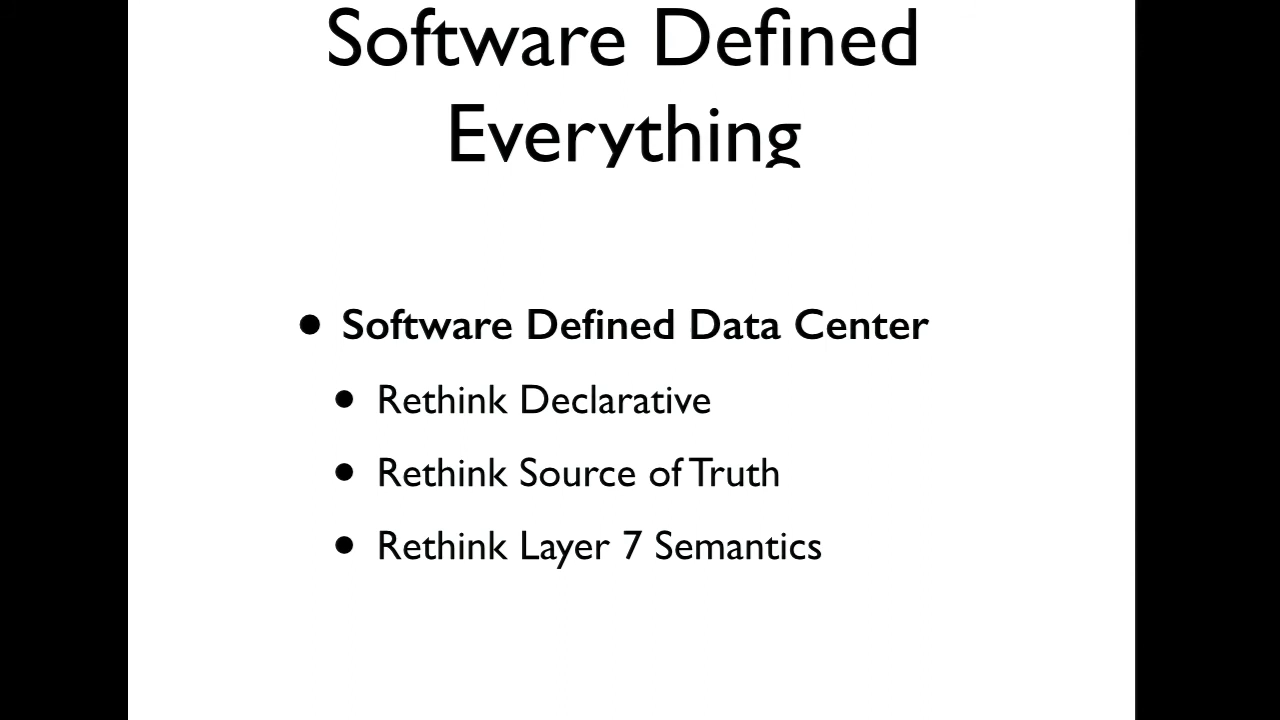 Software Defined
Everything
• Software Defined Data Center
• Rethink Declarative
• Rethink Source of Truth
• Rethink Layer 7 Semantics